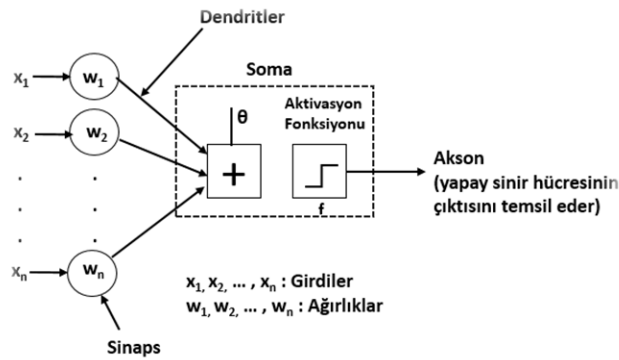 Dendritler
Soma
x1
w1
Aktivasyon
Fonksiyonu
θ
x2
w2
+
f
Akson
(yapay sinir hücresinin
çıktısını temsil eder)
.
.
.
.
.
.
xn
wn
x1, x2, ... , xn : Girdiler
w1, w2, ... , wn : Ağırlıklar
Sinaps